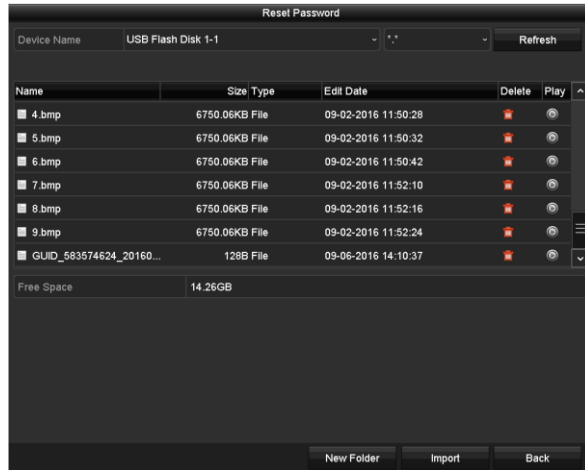 Reset Password
Device Name USB Flash Disk 1-1 *.* Refresh
Name Size Type Edit Date Delete Play
4.bmp 6750.06KB File 09-02-2016 11:50:28
5.bmp 6750.06KB File 09-02-2016 11:50:32
6.bmp 6750.06KB File 09-02-2016 11:50:42
7.bmp 6750.06KB File 09-02-2016 11:52:10
8.bmp 6750.06KB File 09-02-2016 11:52:16
9.bmp 6750.06KB File 09-02-2016 11:52:24
GUID_583574624_20160... 128B File 09-06-2016 14:10:37
Free Space 14.26GB
New Folder Import Back